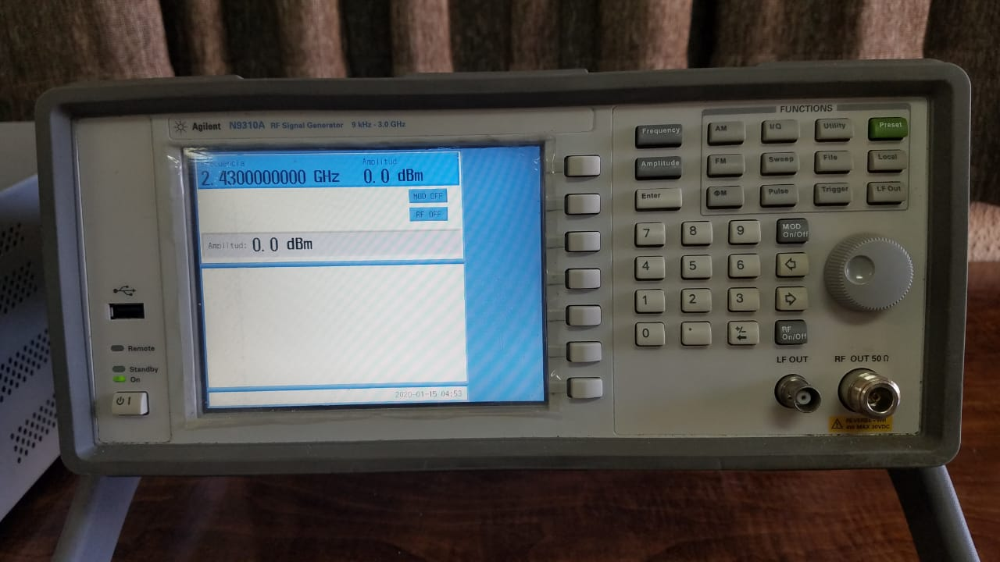 Agilent N9310A RF Signal Generator 9 kHz - 3.0 GHz
Frecuencia Amplitud
2.4300000000 GHz 0.0 dBm
MOD OFF
RF OFF
Amplitud: 0.0 dBm
2020-01-15 04:53
Remote
Standby
On
FUNCTIONS
Frequency AM I/Q Utility Preset
Amplitude FM Sweep File Local
Enter ΦM Pulse Trigger LF Out
7 8 9 MOD On/Off
4 5 6
1 2 3
0 . +/- RF On/Off
LF OUT RF OUT 50 Ω
REVERSE PWR
4W MAX 30VDC